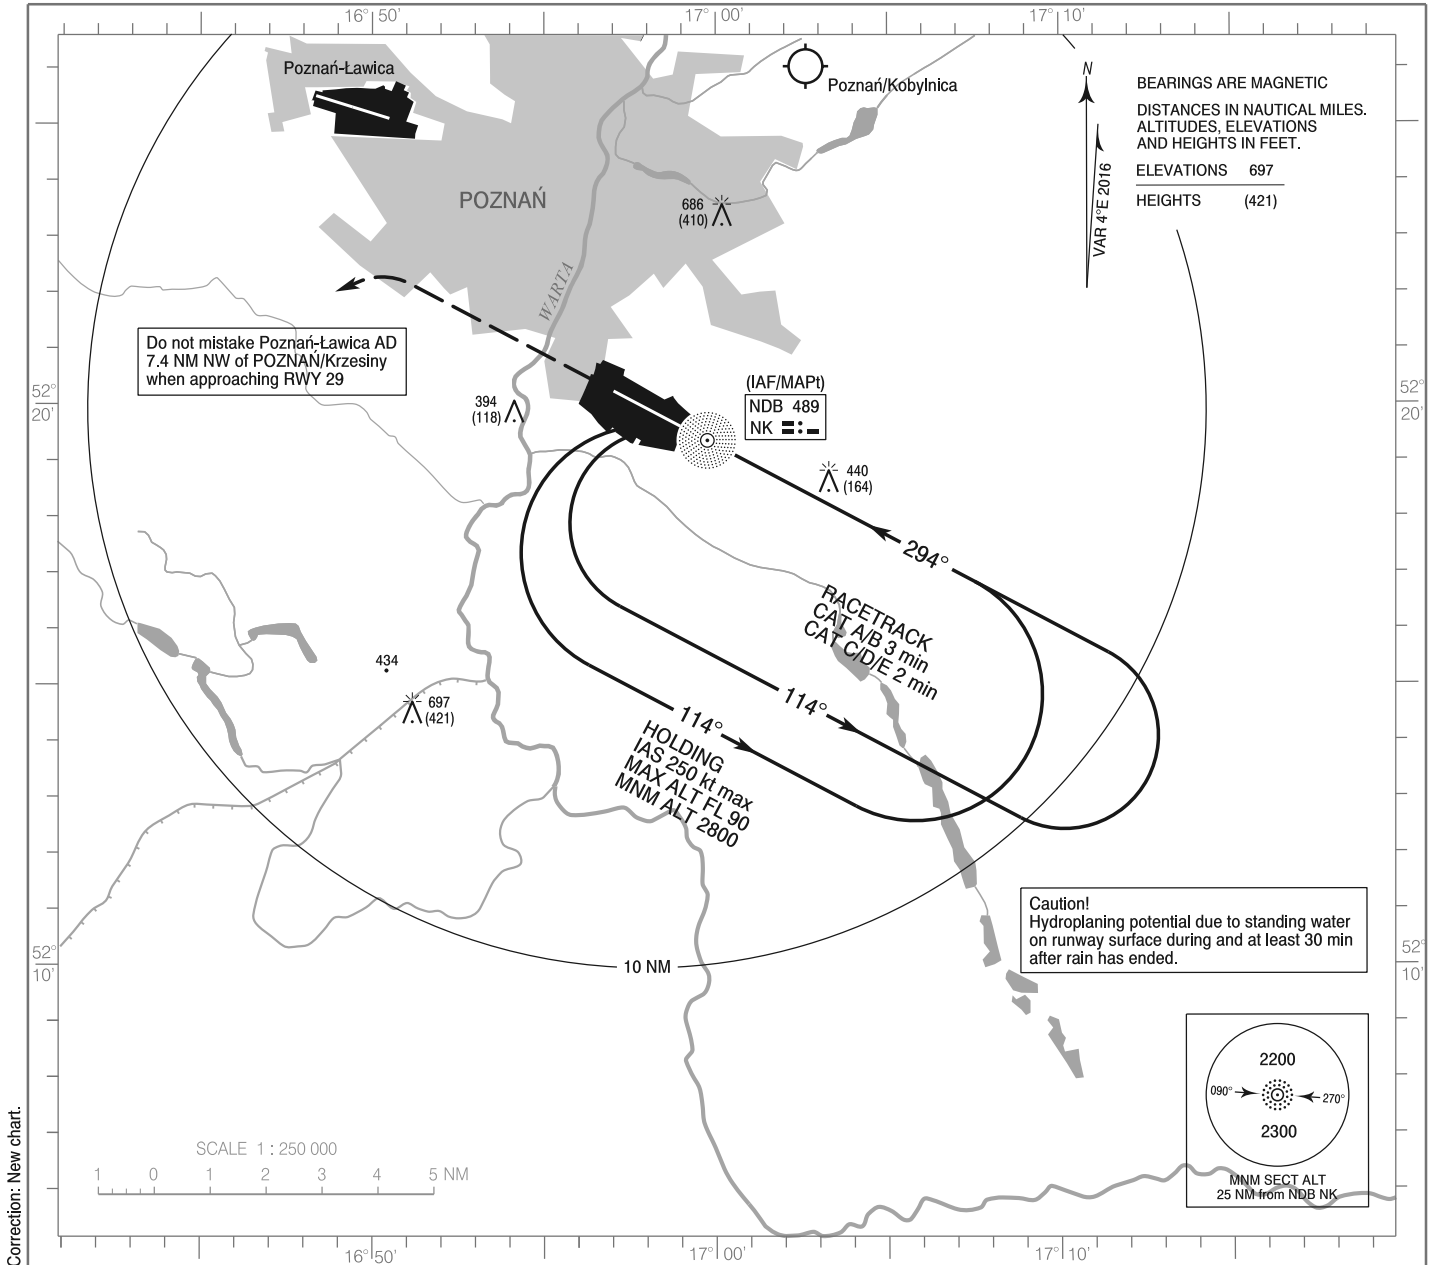 16° 50'
17° 00'
17° 10'
Poznań-Ławica
Poznań/Kobylnica
N
VAR 4°E 2016
BEARINGS ARE MAGNETIC
DISTANCES IN NAUTICAL MILES.
ALTITUDES, ELEVATIONS
AND HEIGHTS IN FEET.
ELEVATIONS 697
HEIGHTS (421)
POZNAŃ
686
(410)
WARTA
Do not mistake Poznań-Ławica AD
7.4 NM NW of POZNAŃ/Krzesiny
when approaching RWY 29
52°
20'
52°
20'
394
(118)
(IAF/MAPt)
NDB 489
NK
440
(164)
294°
RACETRACK
CAT A/B 3 min
CAT C/D/E 2 min
434
697
(421)
114°
114°
HOLDING
IAS 250 kt max
MAX ALT FL 90
MNM ALT 2800
Caution!
Hydroplaning potential due to standing water
on runway surface during and at least 30 min
after rain has ended.
52°
10'
52°
10'
10 NM
2200
090°
270°
2300
MNM SECT ALT
25 NM from NDB NK
SCALE 1 : 250 000
1 0 1 2 3 4 5 NM
16° 50'
17° 00'
17° 10'
Correction: New chart.